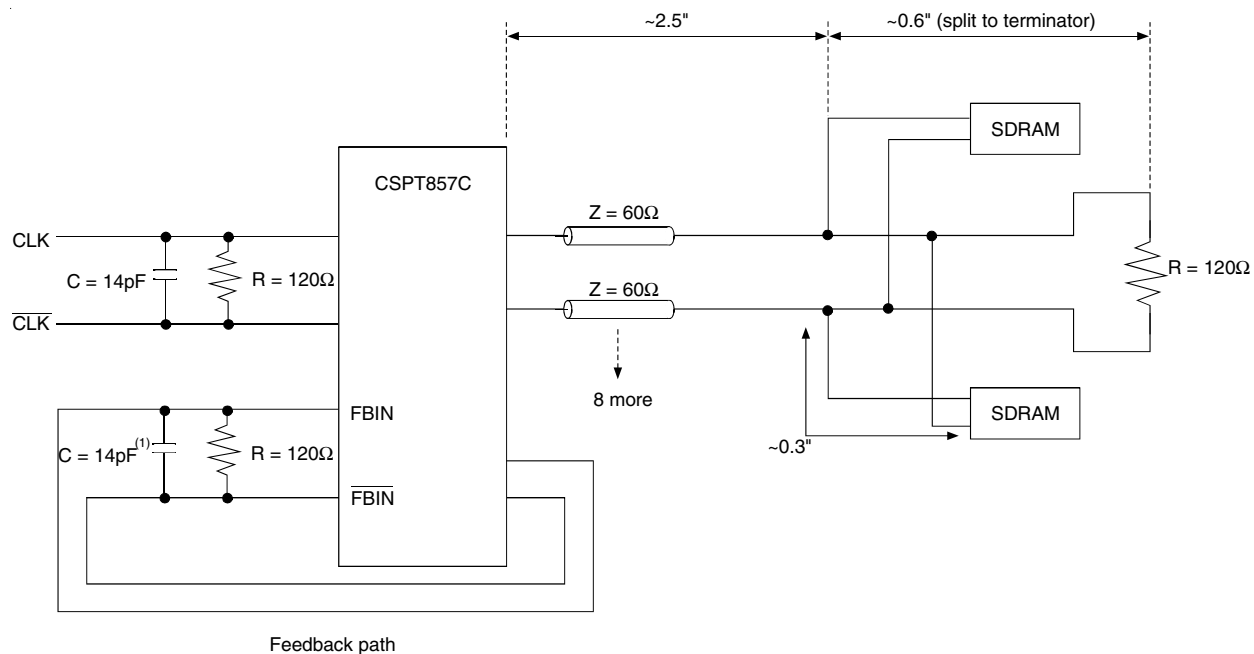 ~2.5"
~0.6" (split to terminator)
SDRAM
CSPT857C
Z = 60Ω
CLK
C = 14pF
R = 120Ω
R = 120Ω
CLK
Z = 60Ω
8 more
SDRAM
FBIN
~0.3"
C = 14pF(1)
R = 120Ω
FBIN
Feedback path